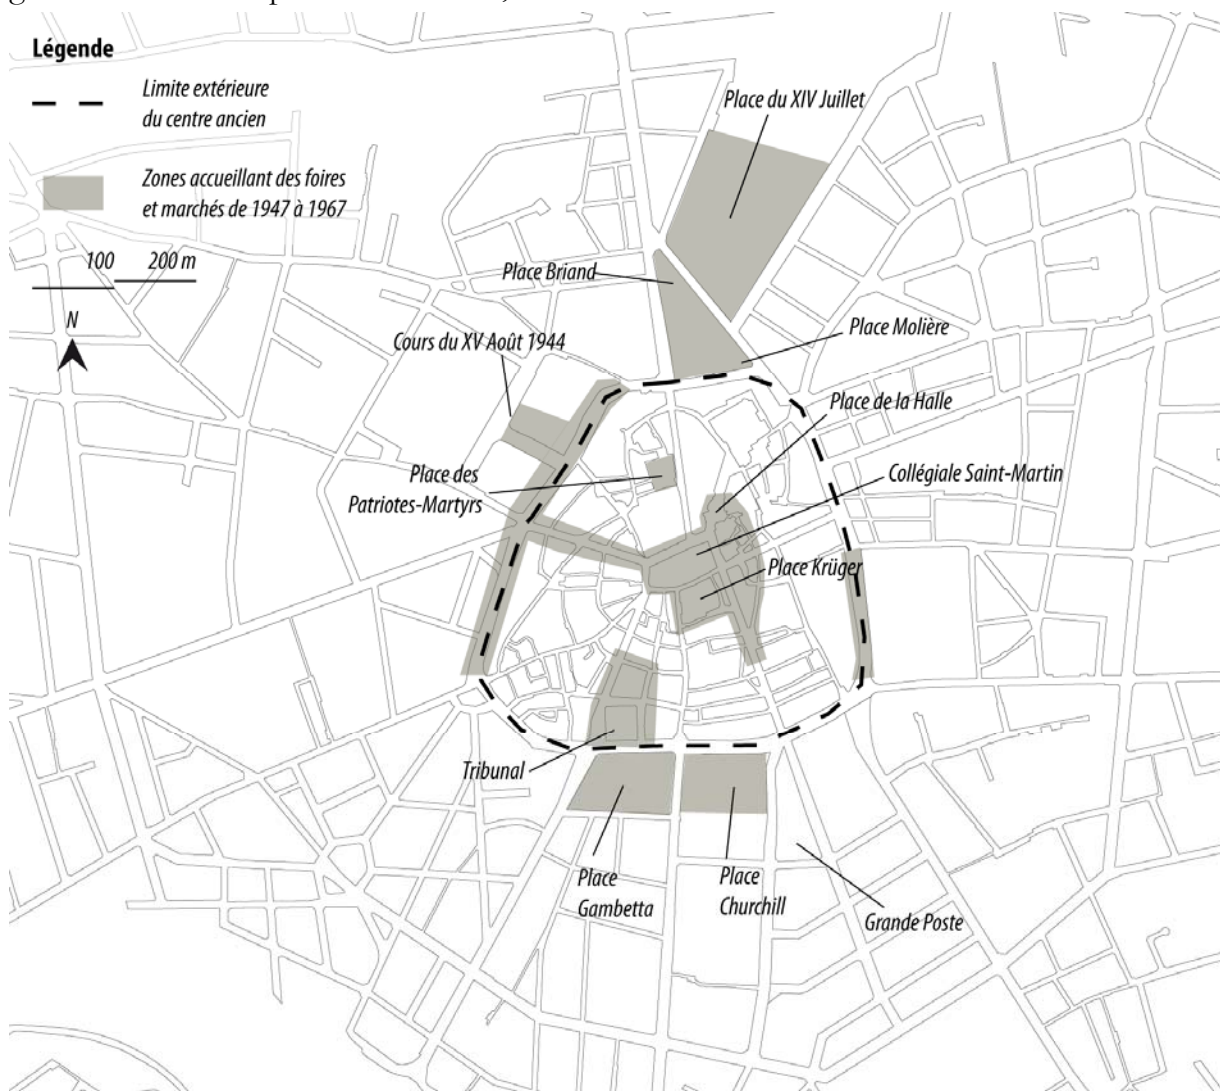 Légende
Limite extérieure
du centre ancien
Zones accueillant des foires
et marchés de 1947 à 1967
100 200 m
N
Place du XIV Juillet
Place Briand
Place Molière
Cours du XV Août 1944
Place de la Halle
Place des
Patriotes-Martyrs
Collégiale Saint-Martin
Place Krüger
Tribunal
Place
Gambetta
Place
Churchill
Grande Poste